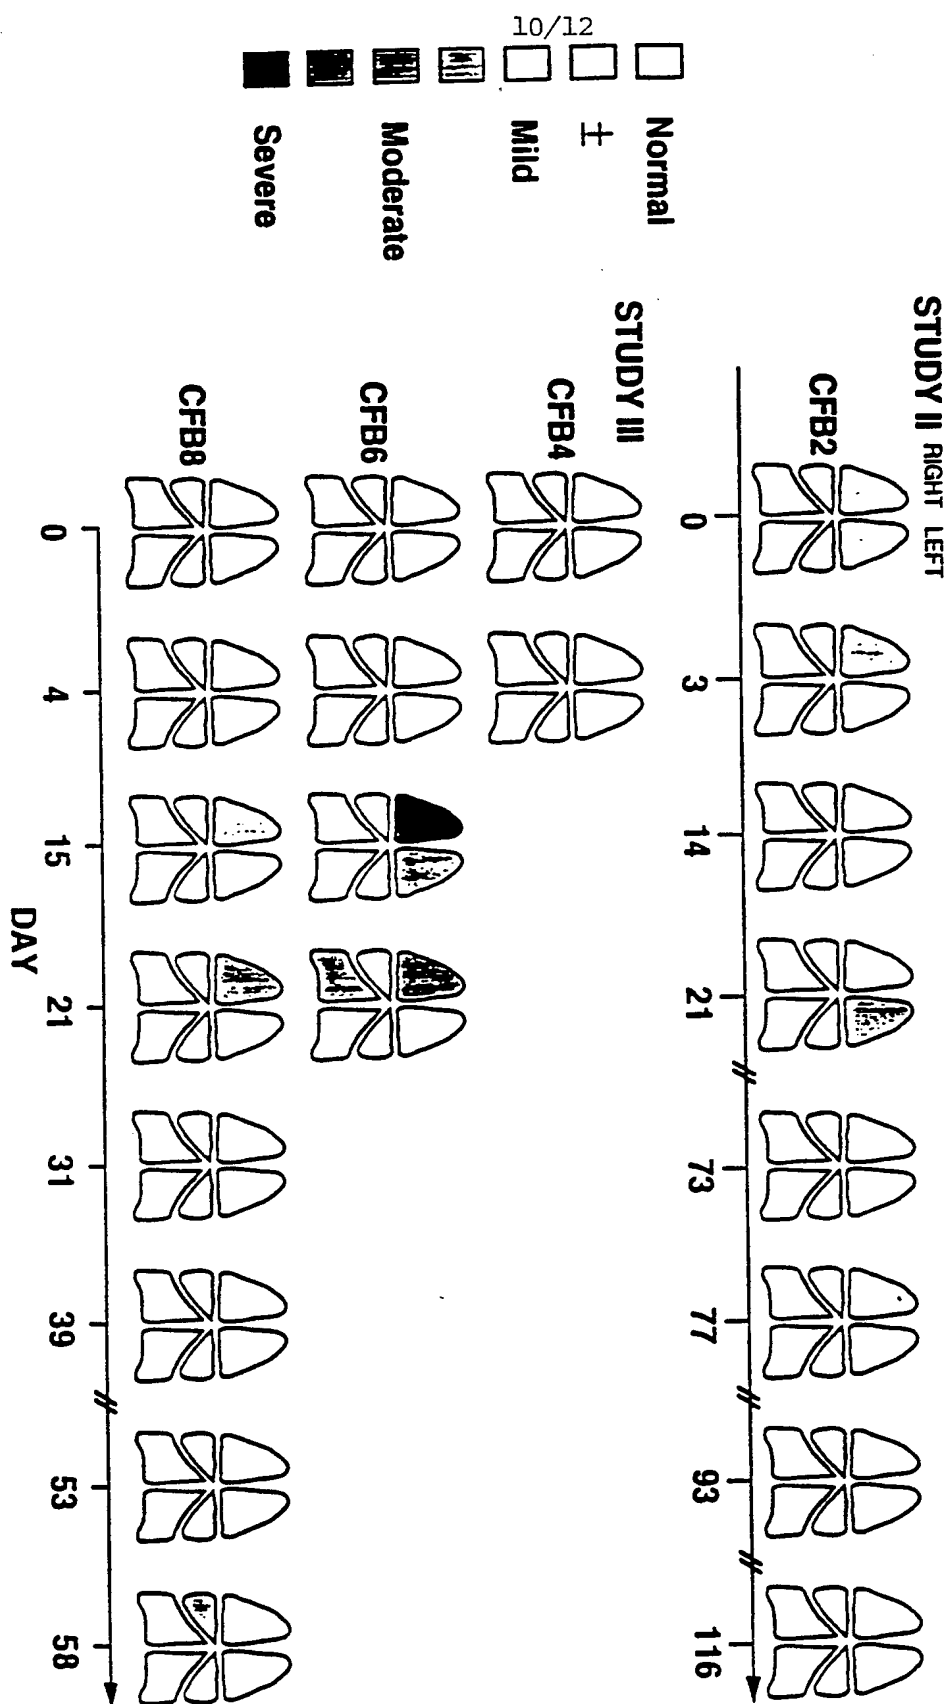 10/12
STUDY II RIGHT LEFT
CFB2
0 3 14 21 73 77 93 116
STUDY III
CFB4
CFB6
CFB8
0 4 15 21 31 39 53 58
DAY
Normal
±
Mild
Moderate
Severe